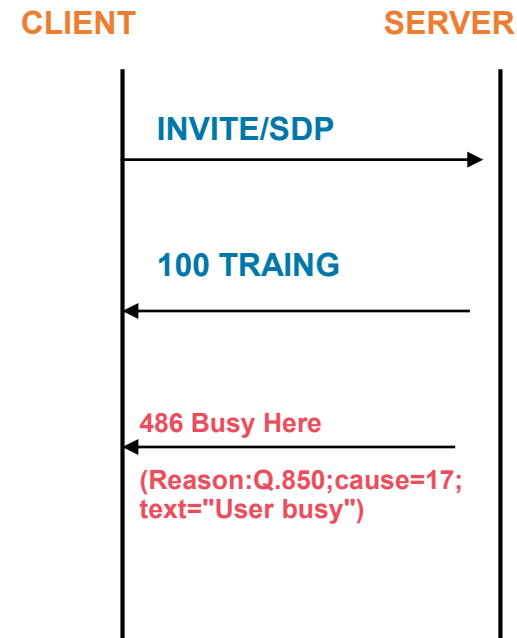 CLIENT SERVER
INVITE/SDP
100 TRAING
486 Busy Here
(Reason:Q.850;cause=17;
text="User busy")